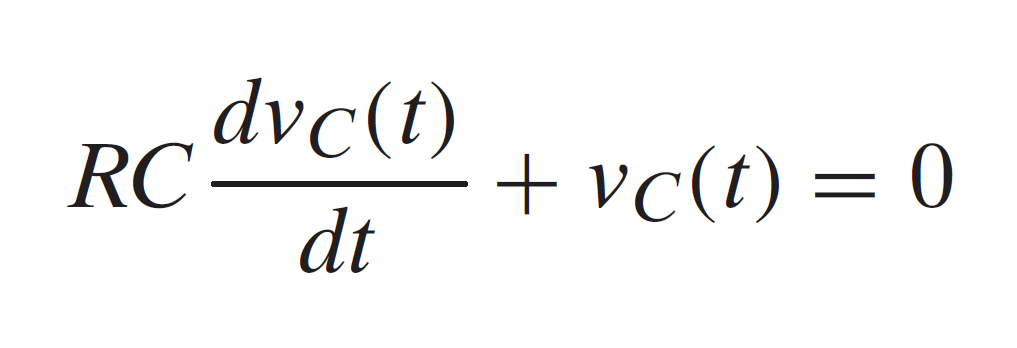 RC dv_C(t)/dt + v_C(t) = 0